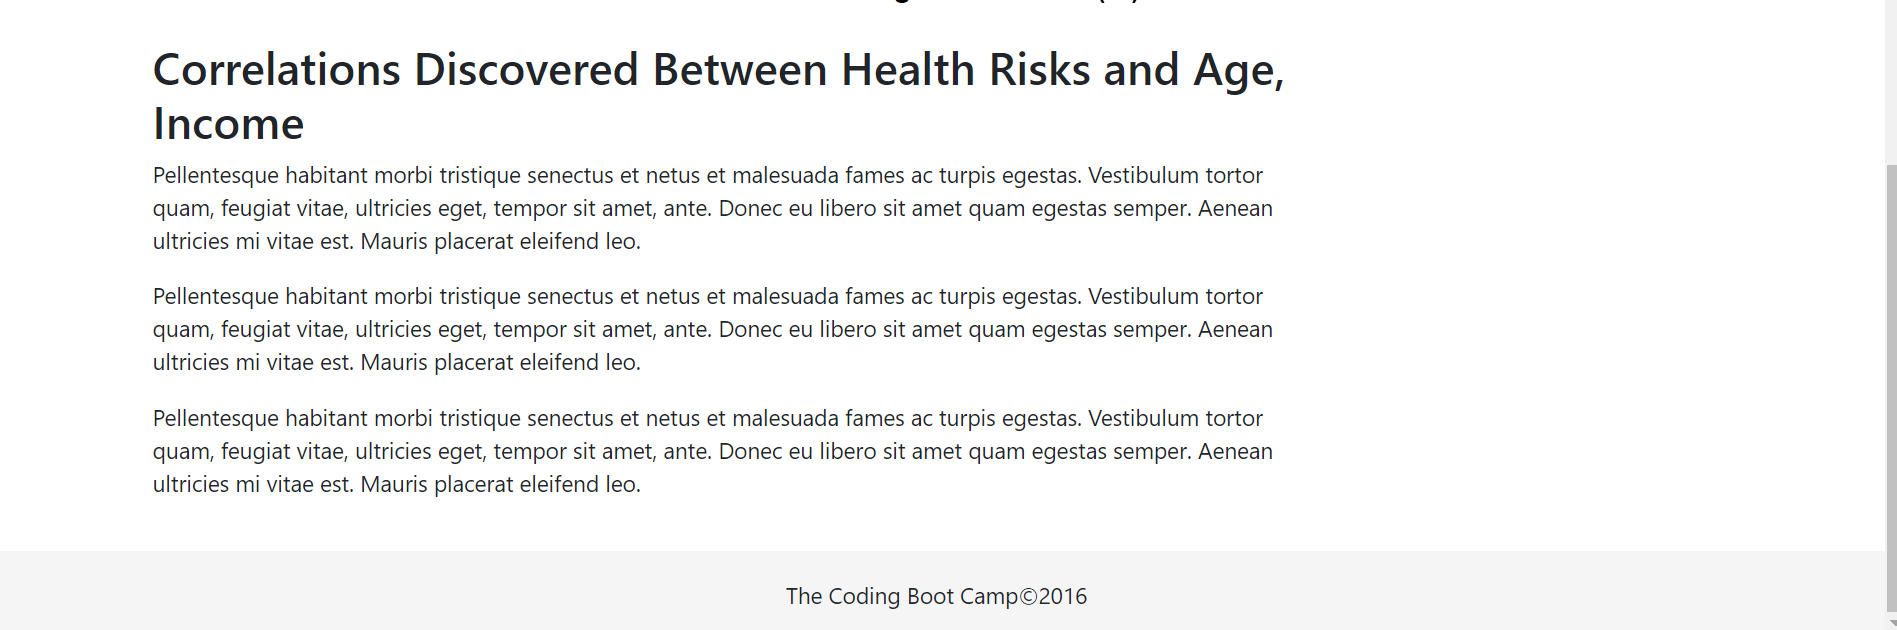 Correlations Discovered Between Health Risks and Age,
Income
Pellentesque habitant morbi tristique senectus et netus et malesuada fames ac turpis egestas. Vestibulum tortor
quam, feugiat vitae, ultricies eget, tempor sit amet, ante. Donec eu libero sit amet quam egestas semper. Aenean
ultricies mi vitae est. Mauris placerat eleifend leo.
Pellentesque habitant morbi tristique senectus et netus et malesuada fames ac turpis egestas. Vestibulum tortor
quam, feugiat vitae, ultricies eget, tempor sit amet, ante. Donec eu libero sit amet quam egestas semper. Aenean
ultricies mi vitae est. Mauris placerat eleifend leo.
Pellentesque habitant morbi tristique senectus et netus et malesuada fames ac turpis egestas. Vestibulum tortor
quam, feugiat vitae, ultricies eget, tempor sit amet, ante. Donec eu libero sit amet quam egestas semper. Aenean
ultricies mi vitae est. Mauris placerat eleifend leo.
The Coding Boot Camp©2016